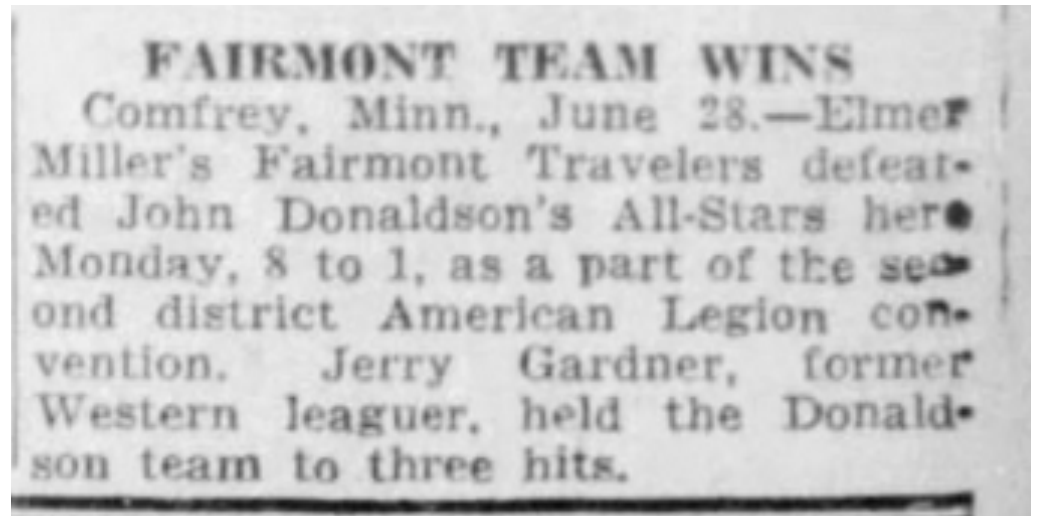 FAIRMONT TEAM WINS
Comfrey, Minn., June 28.—Elmer
Miller's Fairmont Travelers defeat-
ed John Donaldson's All-Stars here
Monday, 8 to 1, as a part of the sec-
ond district American Legion con-
vention. Jerry Gardner, former
Western leaguer, held the Donald-
son team to three hits.